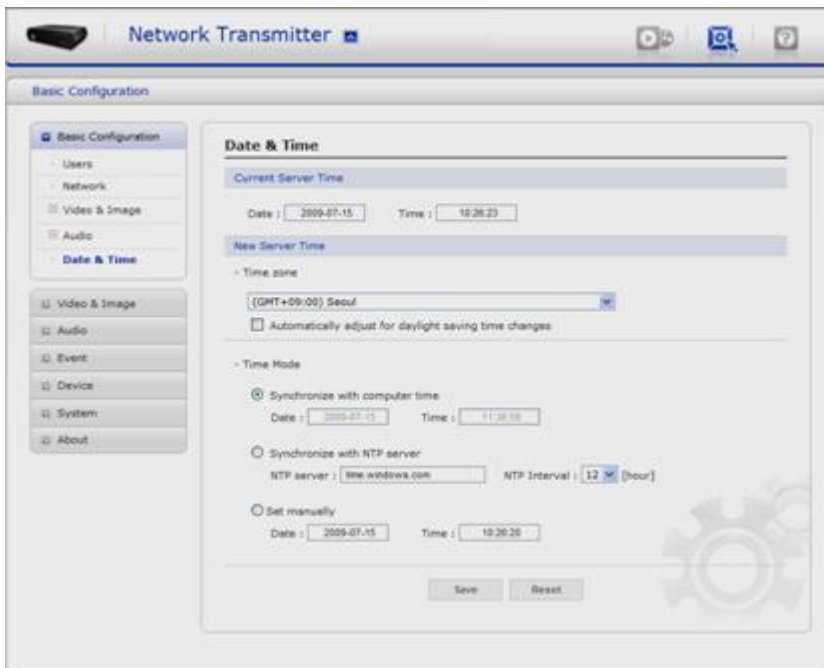 Network Transmitter
Basic Configuration
Basic Configuration
Users
Network
Video & Image
Audio
Date & Time
Video & Image
Audio
Event
Device
System
About
Date & Time
Current Server Time
Date : 2009-07-15 Time : 10:26:23
New Server Time
- Time zone
(GMT+09:00) Seoul
Automatically adjust for daylight saving time changes
- Time Mode
Synchronize with computer time
Date : 2009-07-15 Time :
Synchronize with NTP server
NTP server : time.windows.com NTP Interval : 12 [hour]
Set manually
Date : 2009-07-15 Time : 10:26:20
Save Reset